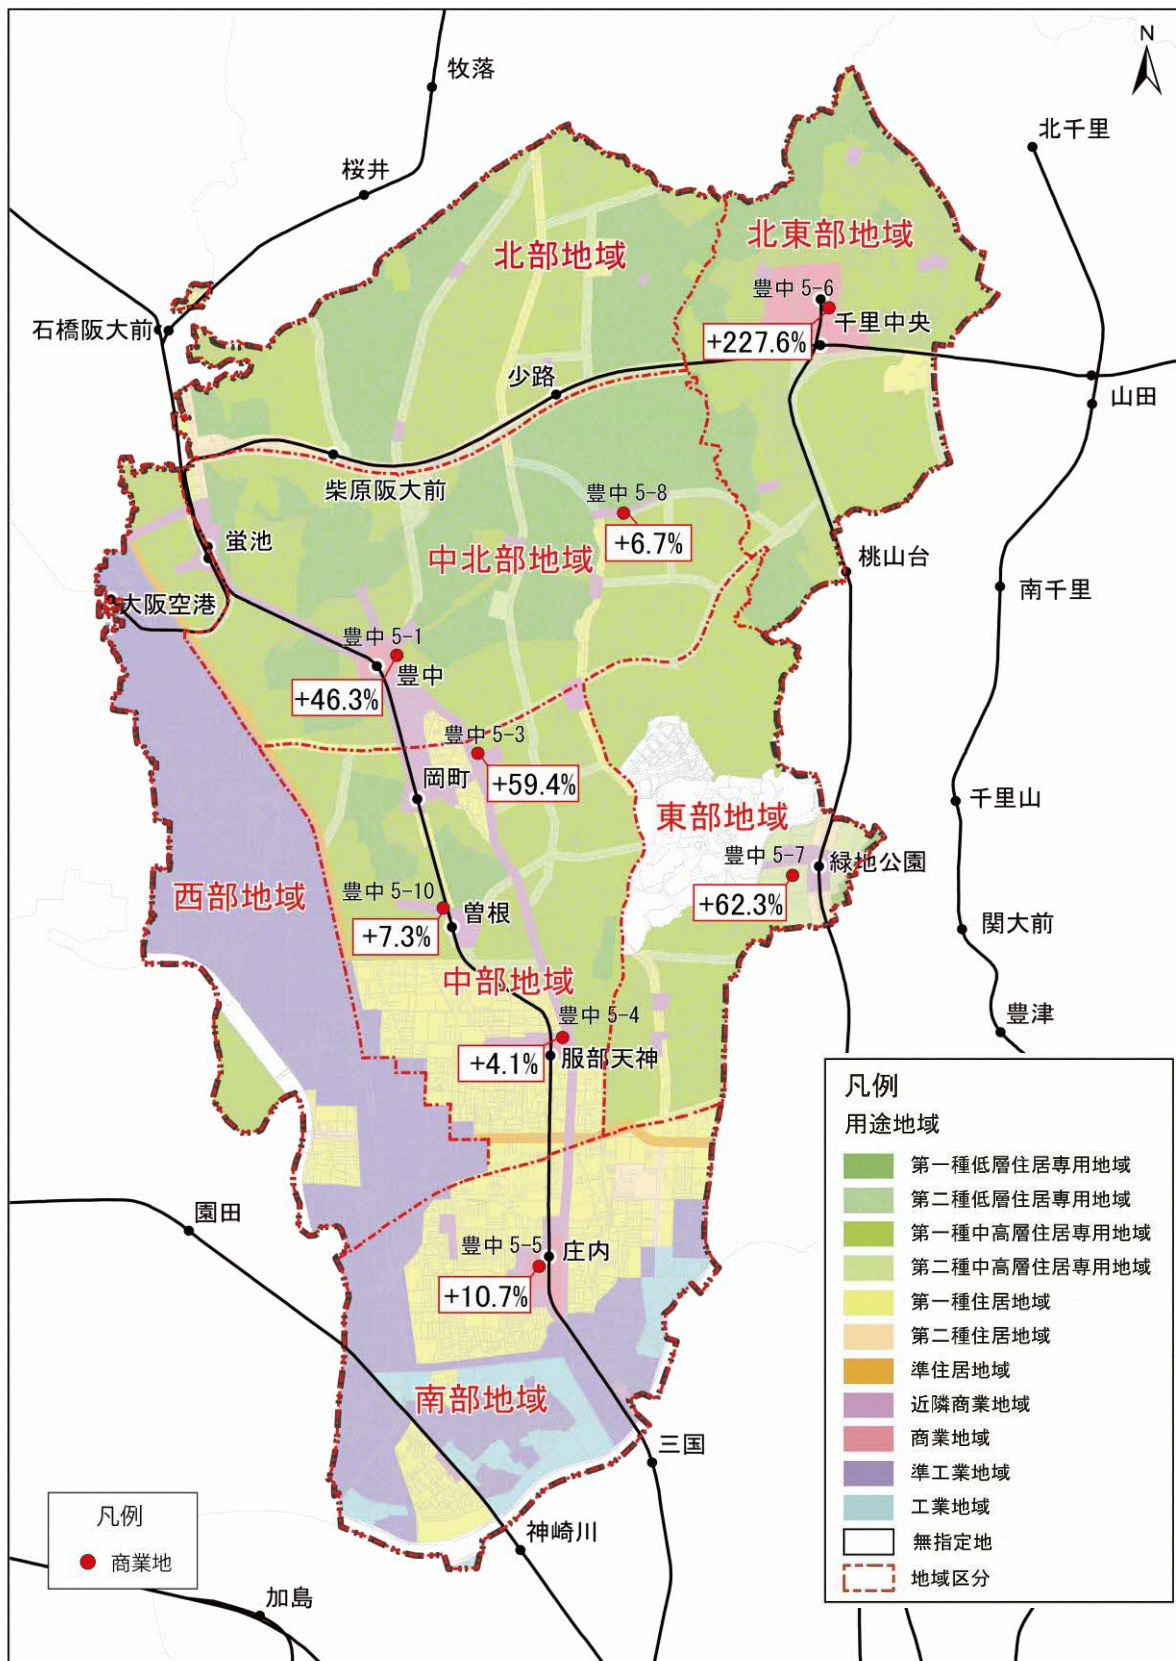 N
牧落
北千里
桜井
北部地域
北東部地域
豊中 5-6
千里中央
+227.6%
石橋阪大前
少路
山田
柴原阪大前
豊中 5-8
+6.7%
蛍池
中北部地域
桃山台
大阪空港
南千里
豊中 5-1
豊中
+46.3%
豊中 5-3
+59.4%
岡町
東部地域
千里山
豊中 5-7
緑地公園
+62.3%
西部地域
豊中 5-10
曽根
+7.3%
関大前
中部地域
豊中 5-4
服部天神
+4.1%
豊津
園田
豊中 5-5
庄内
+10.7%
南部地域
三国
神崎川
加島
凡例
商業地
凡例
用途地域
第一種低層住居専用地域
第二種低層住居専用地域
第一種中高層住居専用地域
第二種中高層住居専用地域
第一種住居地域
第二種住居地域
準住居地域
近隣商業地域
商業地域
準工業地域
工業地域
無指定地
地域区分